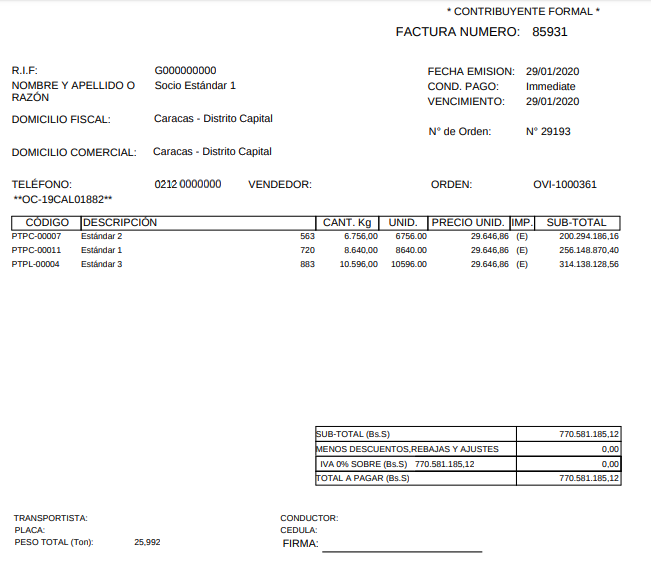 * CONTRIBUYENTE FORMAL *
FACTURA NUMERO: 85931
R.I.F: G000000000 FECHA EMISION: 29/01/2020
NOMBRE Y APELLIDO O RAZÓN Socio Estándar 1 COND. PAGO: Immediate
VENCIMIENTO: 29/01/2020
DOMICILIO FISCAL: Caracas - Distrito Capital
N° de Orden: N° 29193
DOMICILIO COMERCIAL: Caracas - Distrito Capital
TELÉFONO: 0212 0000000 VENDEDOR: ORDEN: OVI-1000361
**OC-19CAL01882**
CÓDIGO DESCRIPCIÓN CANT. Kg UNID. PRECIO UNID. IMP. SUB-TOTAL
PTPC-00007 Estándar 2 563 6.756,00 6756.00 29.646,86 (E) 200.294.186,16
PTPC-00011 Estándar 1 720 8.640,00 8640.00 29.646,86 (E) 256.148.870,40
PTPL-00004 Estándar 3 883 10.596,00 10596.00 29.646,86 (E) 314.138.128,56
SUB-TOTAL (Bs.S) 770.581.185,12
MENOS DESCUENTOS,REBAJAS Y AJUSTES 0,00
IVA 0% SOBRE (Bs.S) 770.581.185,12 0,00
TOTAL A PAGAR (Bs.S) 770.581.185,12
TRANSPORTISTA: CONDUCTOR:
PLACA: CEDULA:
PESO TOTAL (Ton): 25,992 FIRMA: